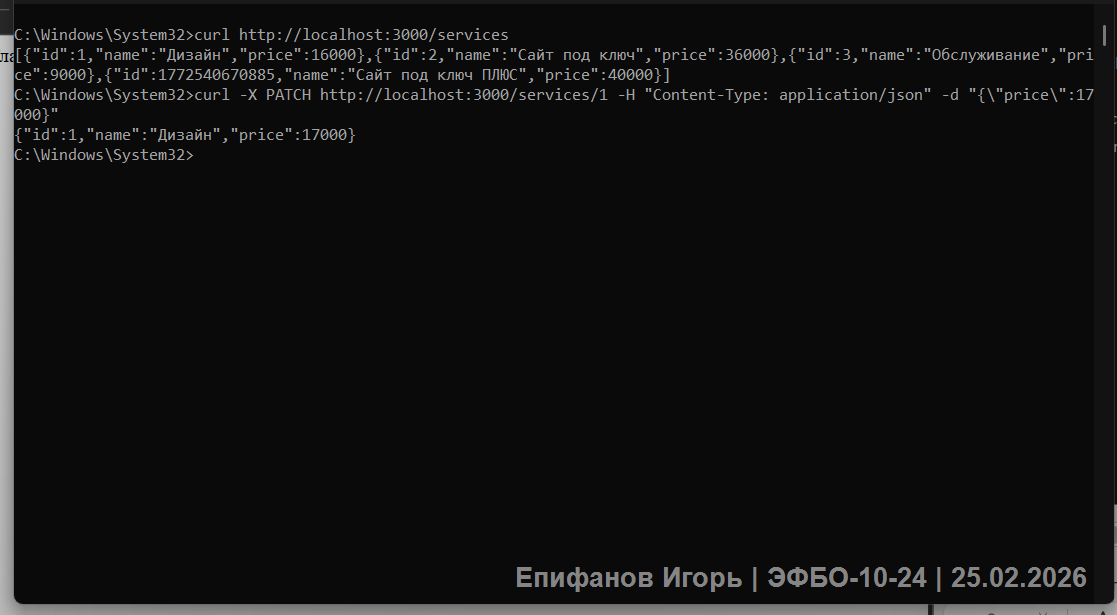 C:\Windows\System32>curl http://localhost:3000/services
[{"id":1,"name":"Дизайн","price":16000},{"id":2,"name":"Сайт под ключ","price":36000},{"id":3,"name":"Обслуживание","pri
ce":9000},{"id":1772540670885,"name":"Сайт под ключ ПЛЮС","price":40000}]
C:\Windows\System32>curl -X PATCH http://localhost:3000/services/1 -H "Content-Type: application/json" -d "{\"price\":17
000}"
{"id":1,"name":"Дизайн","price":17000}
C:\Windows\System32>
Епифанов Игорь | ЭФБО-10-24 | 25.02.2026